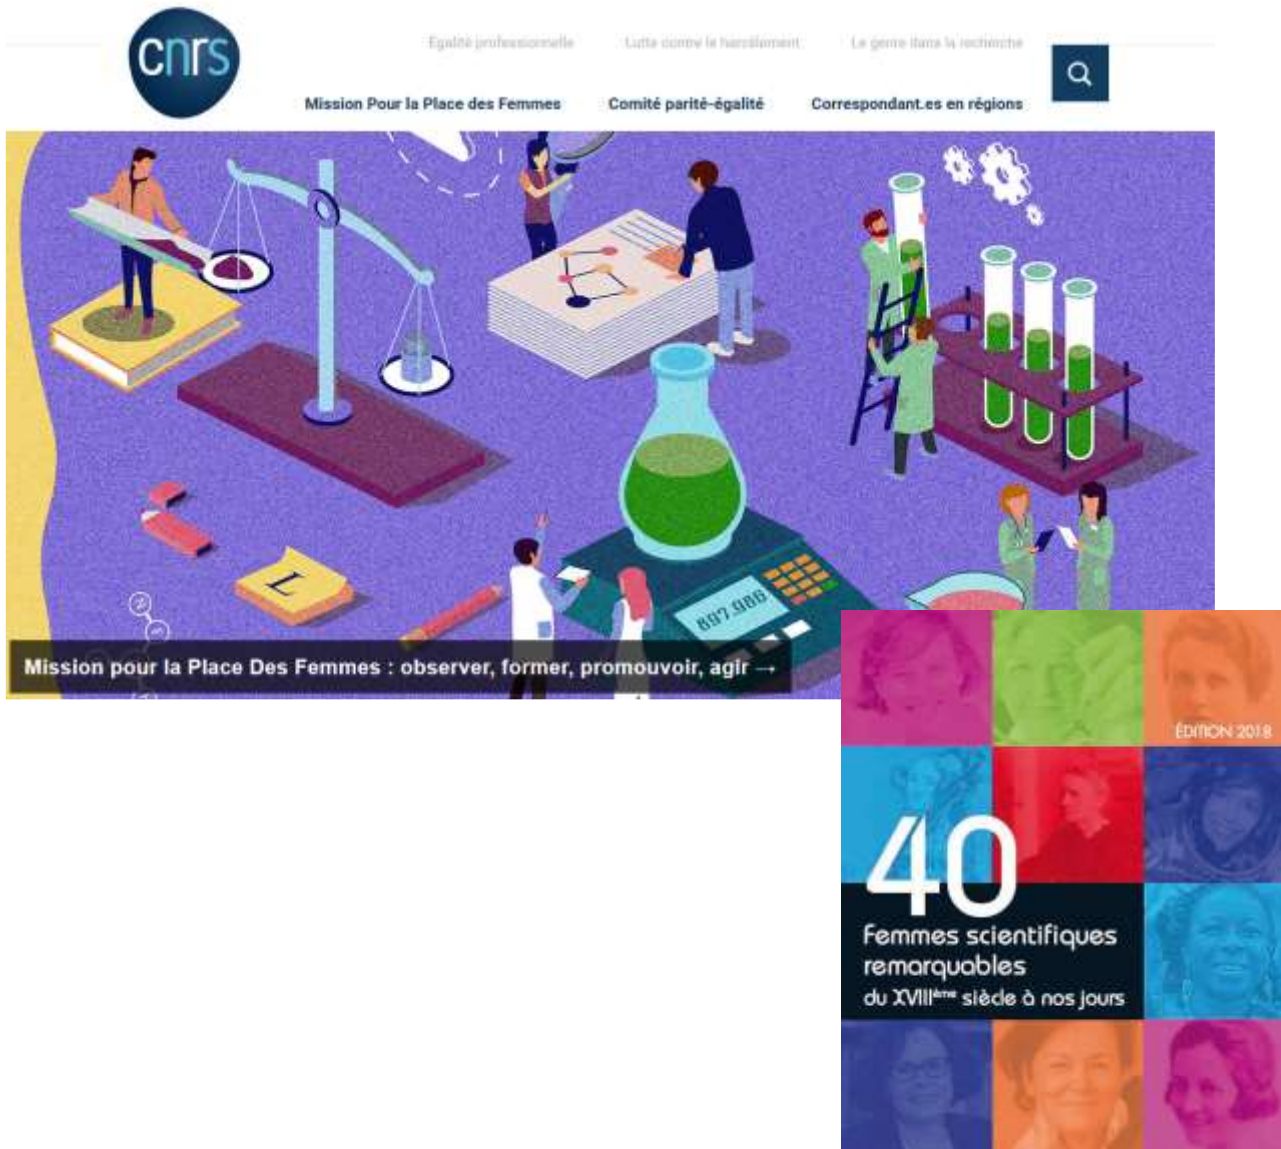 cnrs
Egalité professionnelle Lutte contre le harcèlement Le genre dans la recherche
Mission Pour la Place des Femmes Comité parité-égalité Correspondant.es en régions
L
897.986
Mission pour la Place Des Femmes : observer, former, promouvoir, agir →
ÉDITION 2018
40
Femmes scientifiques
remarquables
du XVIIIème siècle à nos jours